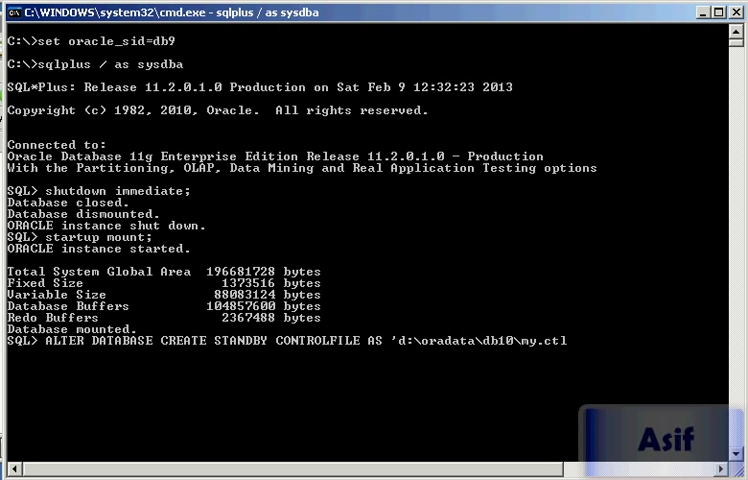 C:\WINDOWS\system32\cmd.exe - sqlplus / as sysdba
C:\>set oracle_sid=db9
C:\>sqlplus / as sysdba
SQL*Plus: Release 11.2.0.1.0 Production on Sat Feb 9 12:32:23 2013
Copyright (c) 1982, 2010, Oracle.  All rights reserved.
Connected to:
Oracle Database 11g Enterprise Edition Release 11.2.0.1.0 - Production
With the Partitioning, OLAP, Data Mining and Real Application Testing options
SQL> shutdown immediate;
Database closed.
Database dismounted.
ORACLE instance shut down.
SQL> startup mount;
ORACLE instance started.
Total System Global Area  196681728 bytes
Fixed Size                  1373516 bytes
Variable Size              88083124 bytes
Database Buffers          104857600 bytes
Redo Buffers                2367488 bytes
Database mounted.
SQL> ALTER DATABASE CREATE STANDBY CONTROLFILE AS 'd:\oradata\db10\my.ctl
Asif